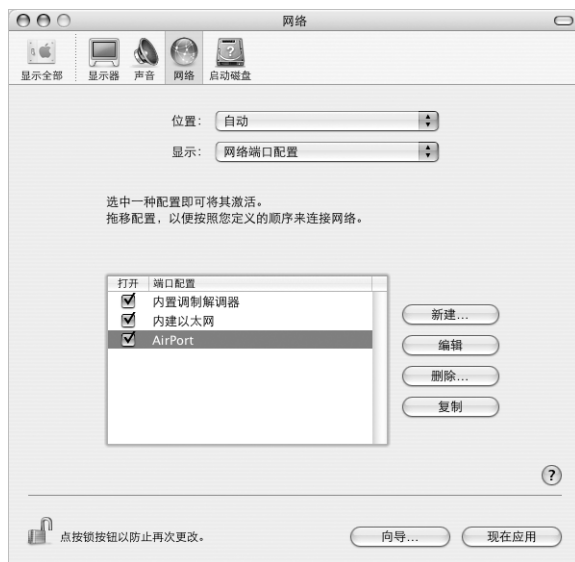 网络
显示全部 显示器 声音 网络 启动磁盘
位置: 自动
显示: 网络端口配置
选中一种配置即可将其激活。
拖移配置，以便按照您定义的顺序来连接网络。
打开 端口配置
内置调制解调器
内建以太网
AirPort
新建...
编辑
删除...
复制
?
点按锁按钮以防止再次更改。
向导... 现在应用